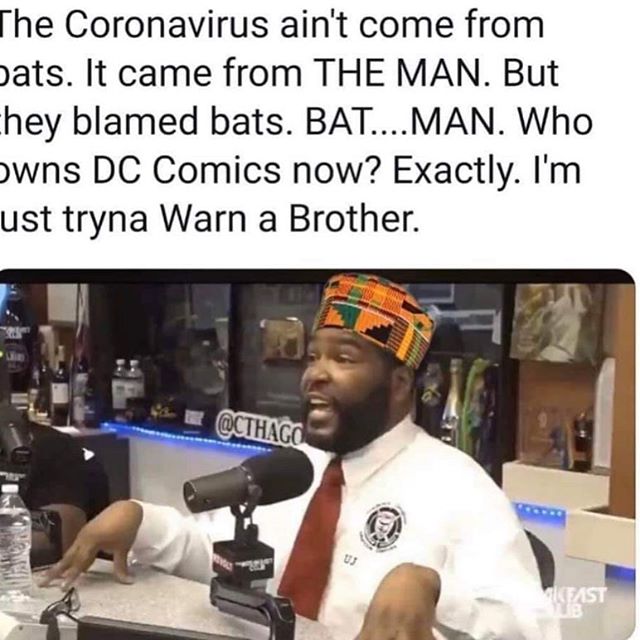 The Coronavirus ain't come from
bats. It came from THE MAN. But
they blamed bats. BAT....MAN. Who
owns DC Comics now? Exactly. I'm
just tryna Warn a Brother.
@CTHAGO
UJ